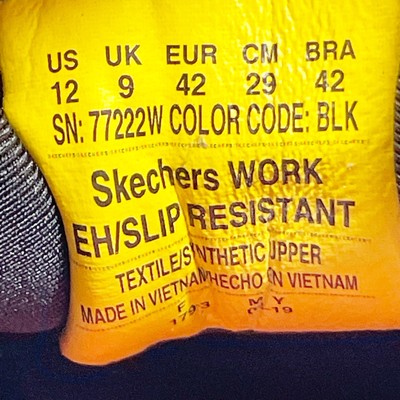 US UK EUR CM BRA
12 9 42 29 42
SN: 77222W COLOR CODE: BLK
Skechers WORK
EH/SLIP RESISTANT
TEXTILE/SYNTHETIC UPPER
MADE IN VIETNAM/HECHO EN VIETNAM
F M Y